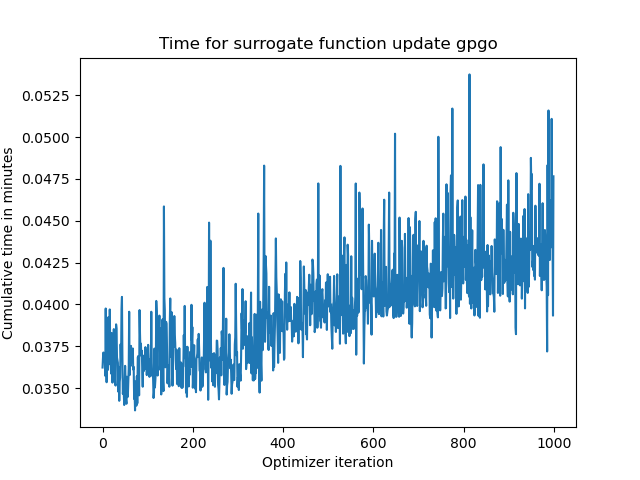 Time for surrogate function update gpgo
0.0525
0.0500
0.0475
0.0450
0.0425
0.0400
0.0375
0.0350
Cumulative time in minutes
0 200 400 600 800 1000
Optimizer iteration